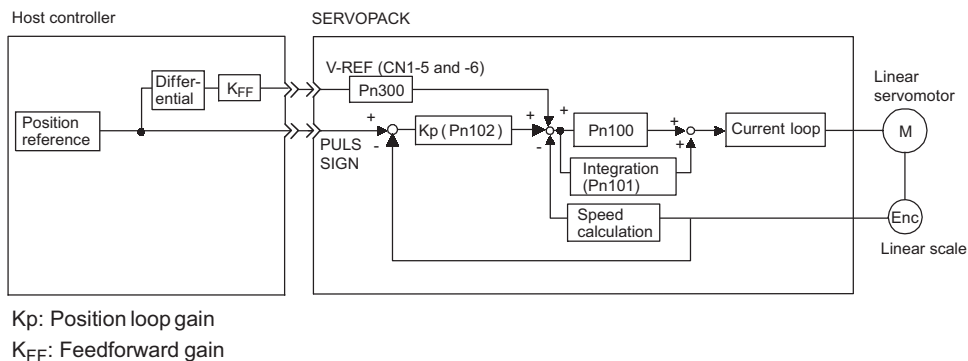 Host controller
SERVOPACK
V-REF (CN1-5 and -6)
Differ-
ential
KFF
Pn300
Linear
servomotor
Position
reference
+
-
PULS
SIGN
Kp (Pn102)
+
+
-
Pn100
+
+
Current loop
M
Integration
(Pn101)
Speed
calculation
Enc
Linear scale
Kp: Position loop gain
KFF: Feedforward gain